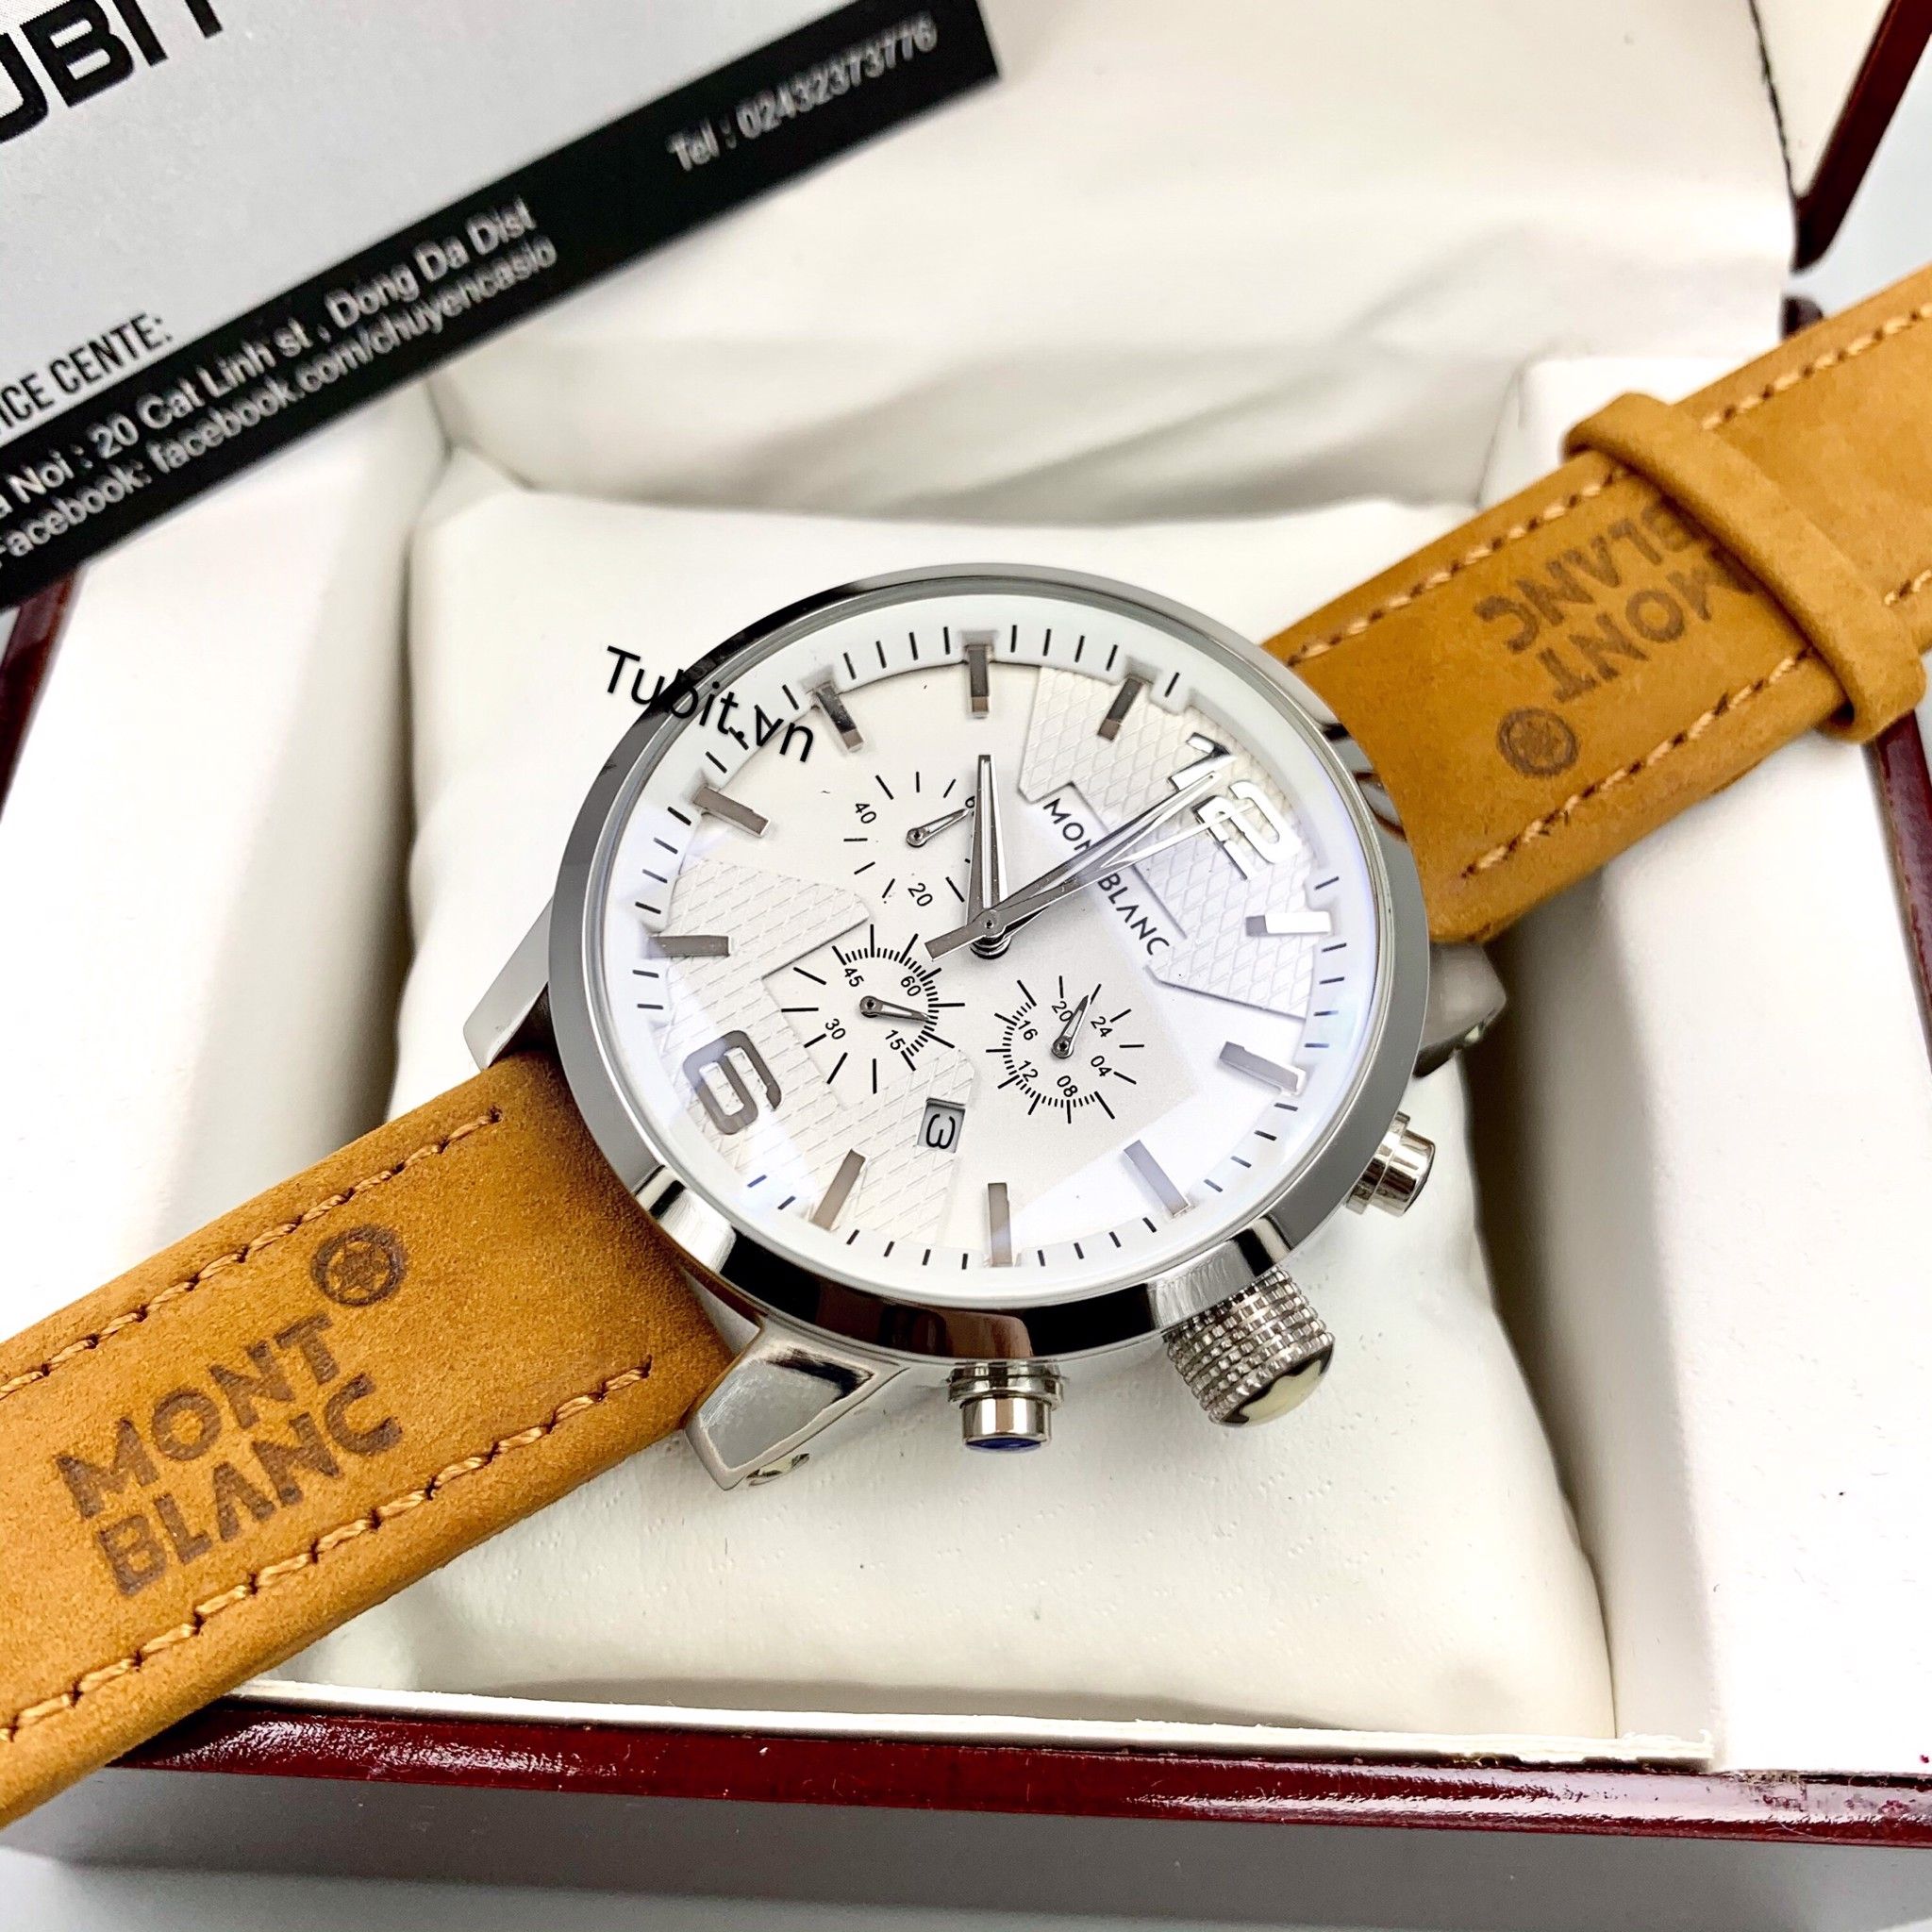 UBIT
Tel : 02432373776
ICE CENTE:
Noi : 20 Cat Linh st , Dong Da Dist
Facebook: facebook.com/chuyencasio
Tubit.vn
12
MONT BLANC
40
20
60
45
30
15
24
20
16
12
08
04
6
3
MONT
BLANC
MONT
BLANC